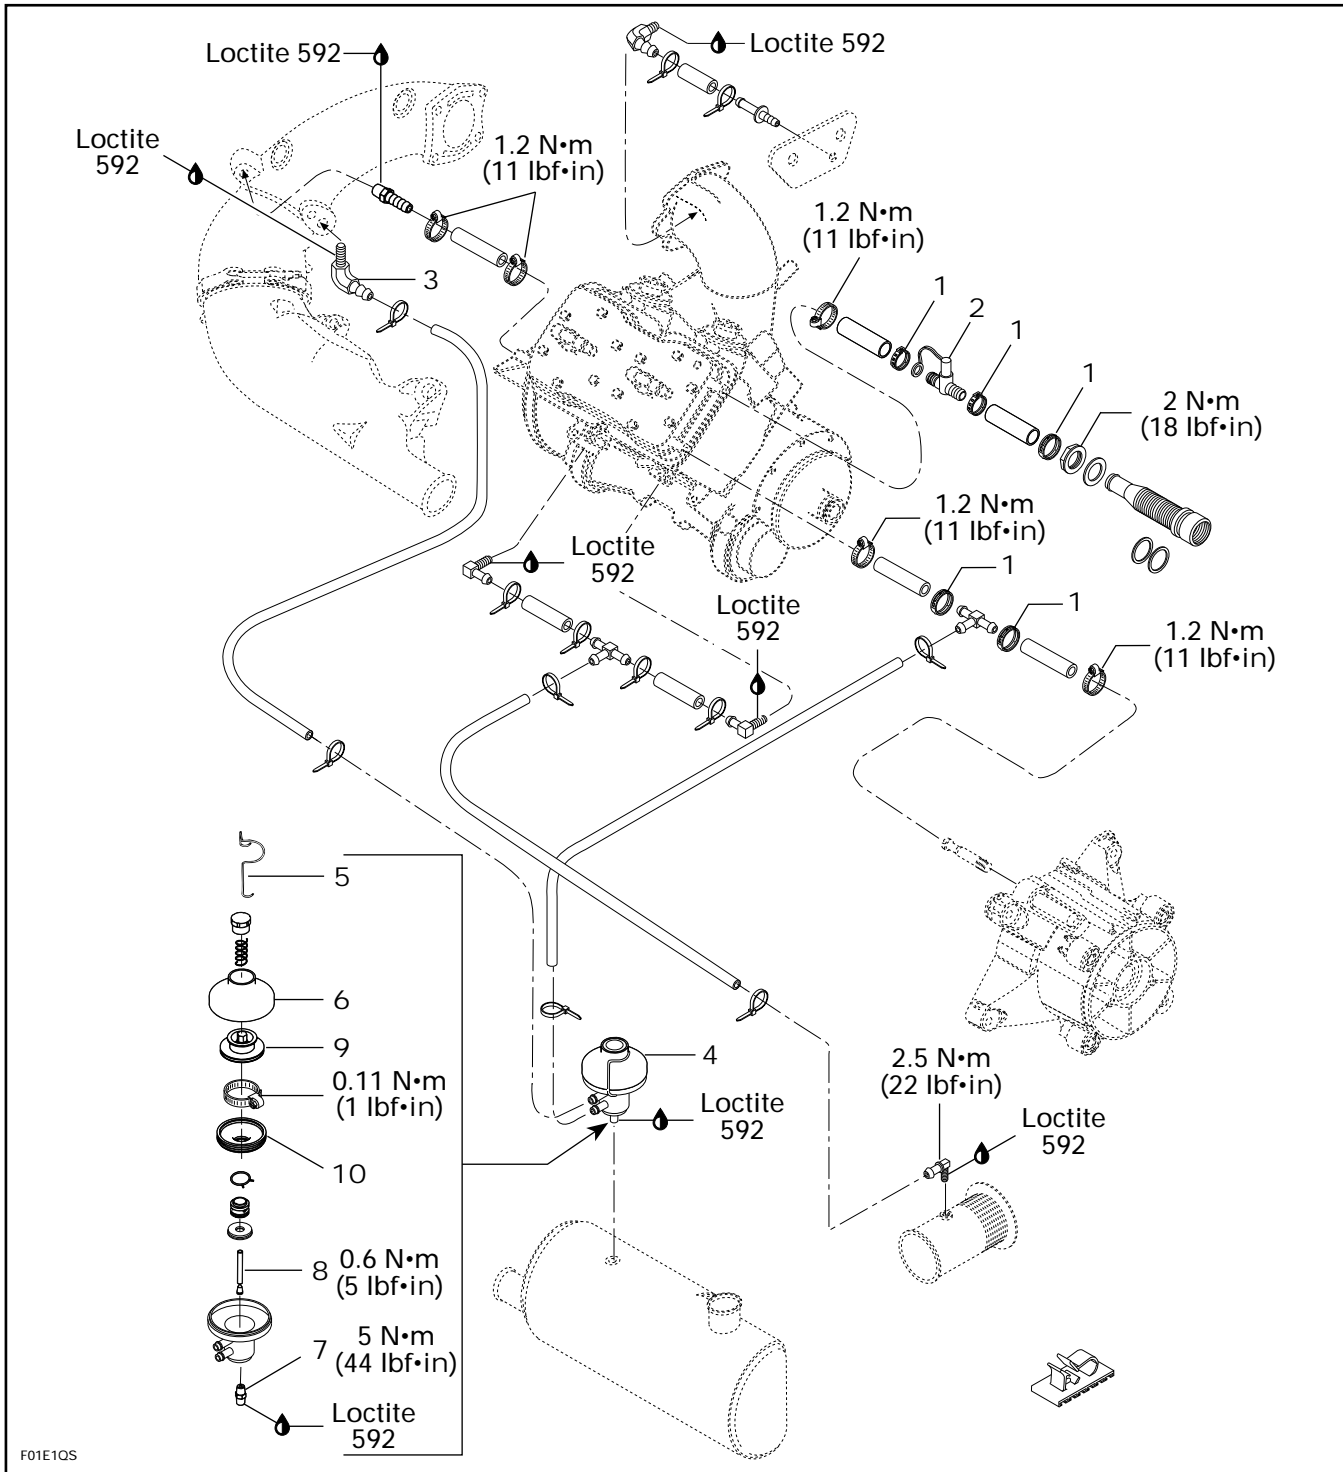 Loctite 592
Loctite 592
Loctite
592
1.2 N•m
(11 lbf•in)
3
1.2 N•m
(11 lbf•in)
1
2
1
1
2 N•m
(18 lbf•in)
1.2 N•m
(11 lbf•in)
Loctite
592
1
Loctite
592
1
1.2 N•m
(11 lbf•in)
5
6
9
4
0.11 N•m
(1 lbf•in)
2.5 N•m
(22 lbf•in)
Loctite
592
Loctite
592
10
8
0.6 N•m
(5 lbf•in)
7
5 N•m
(44 lbf•in)
Loctite
592
F01E1QS